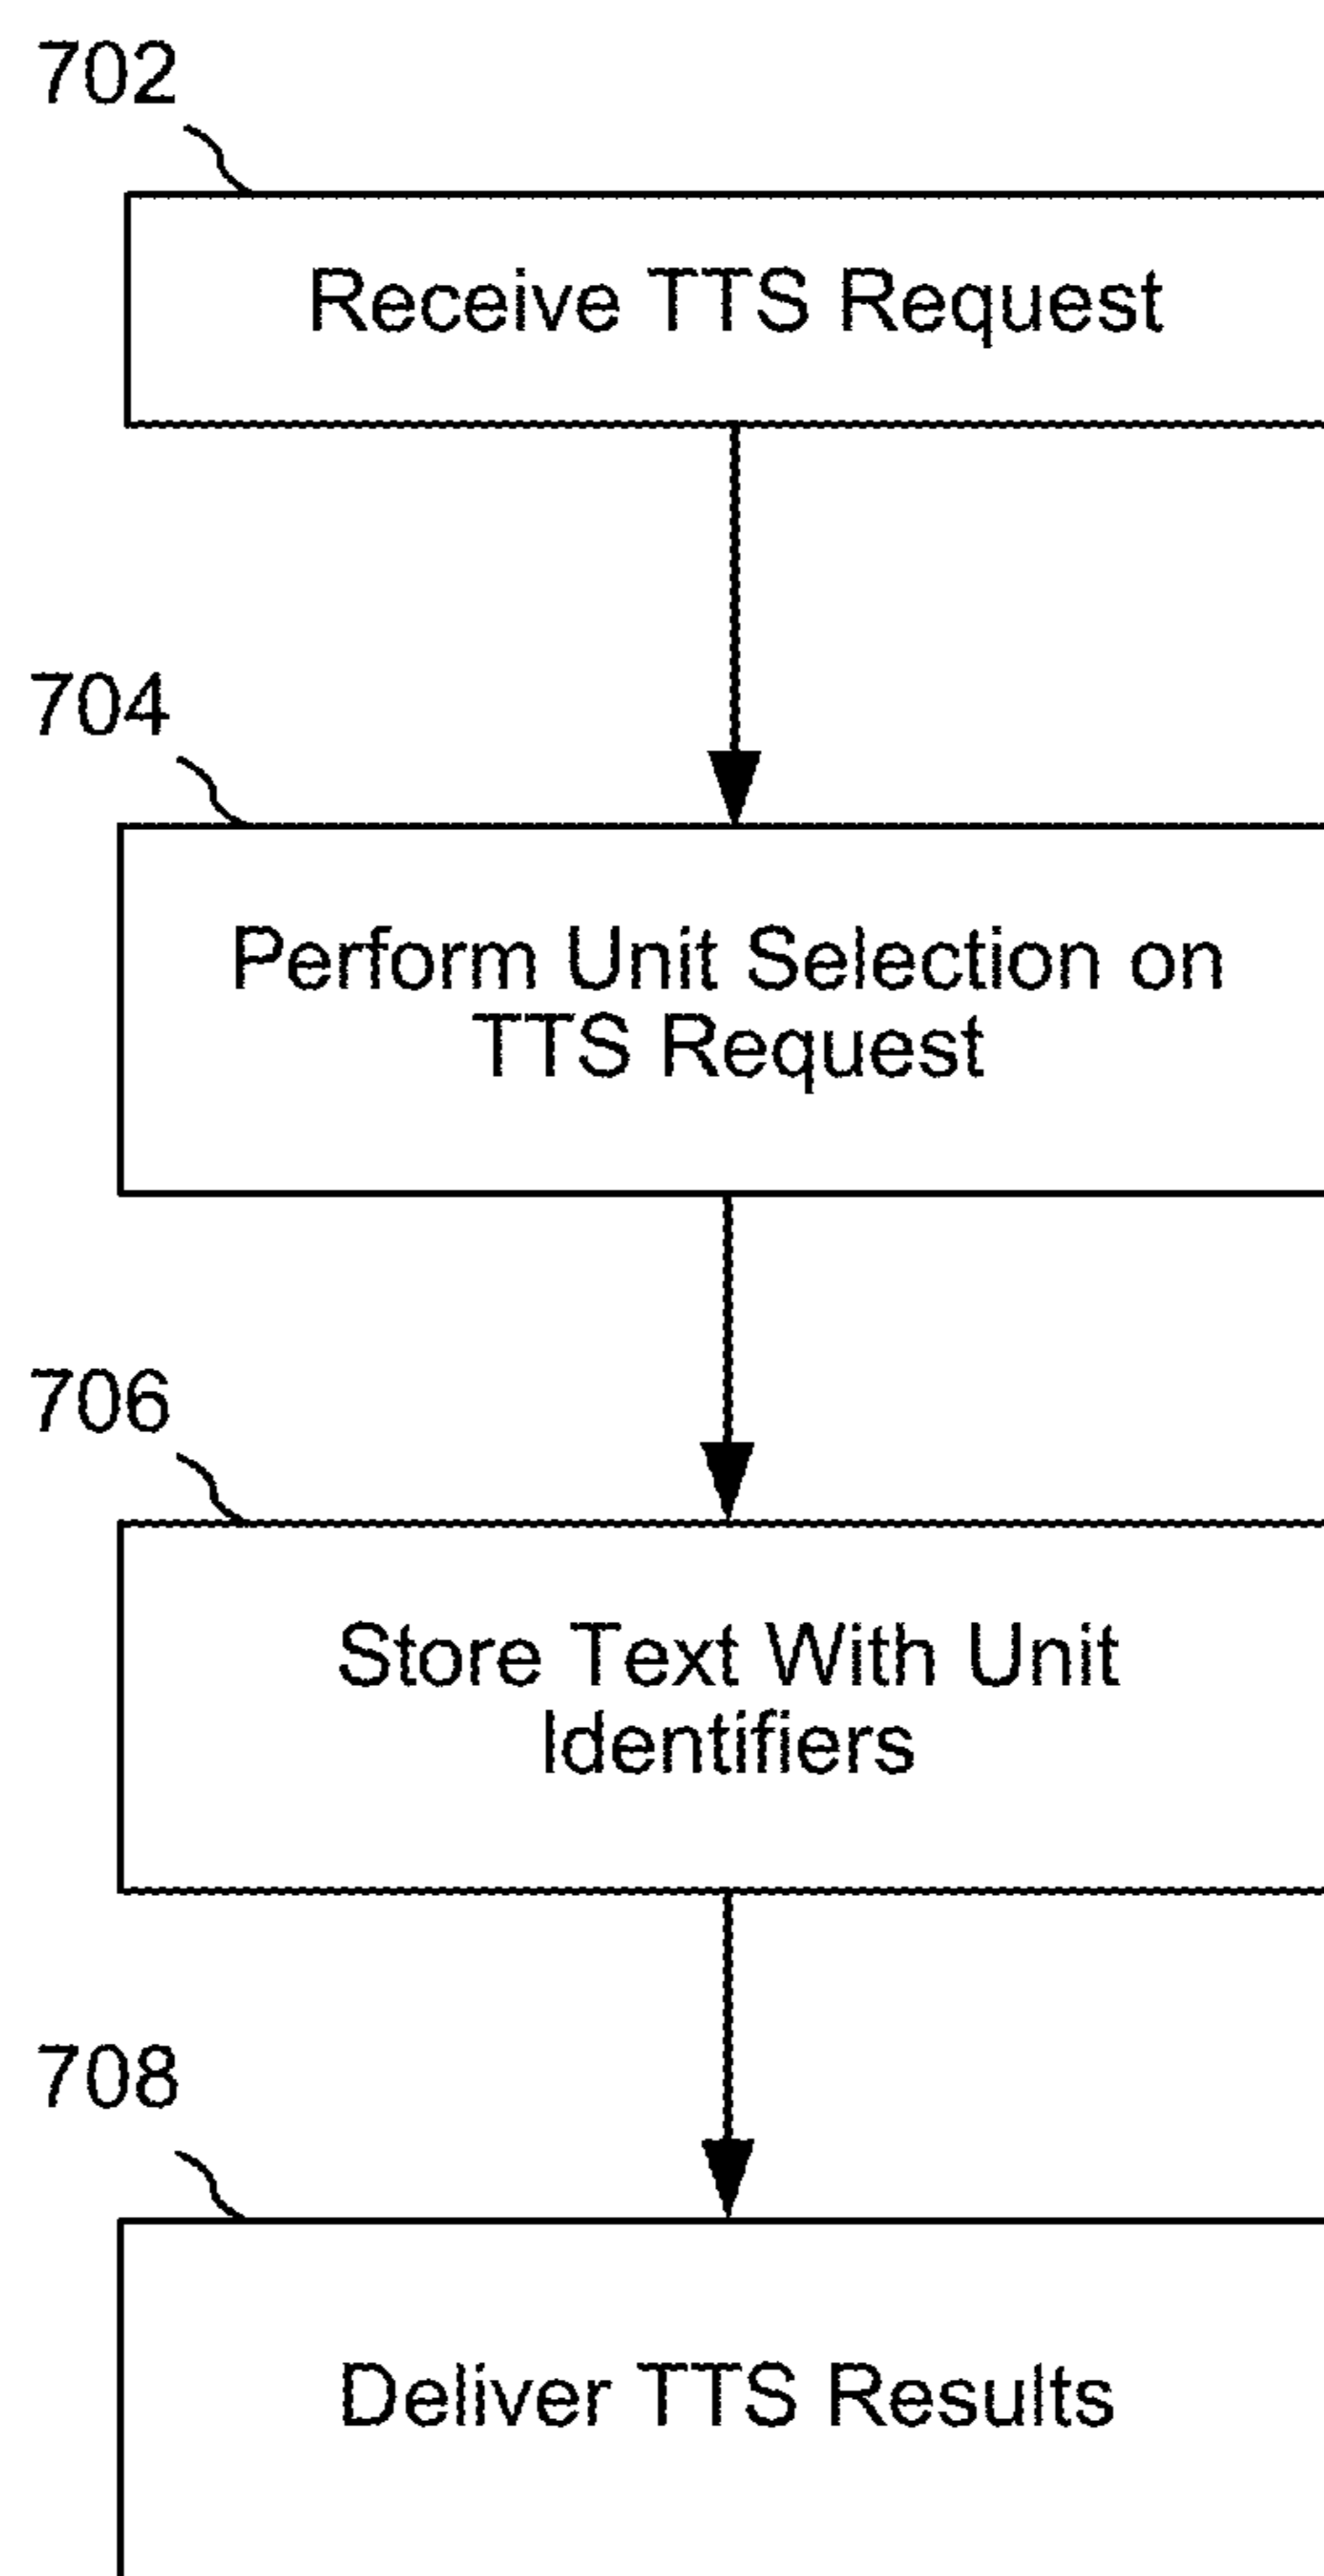 702
Receive TTS Request
704
Perform Unit Selection on
TTS Request
706
Store Text With Unit
Identifiers
708
Deliver TTS Results